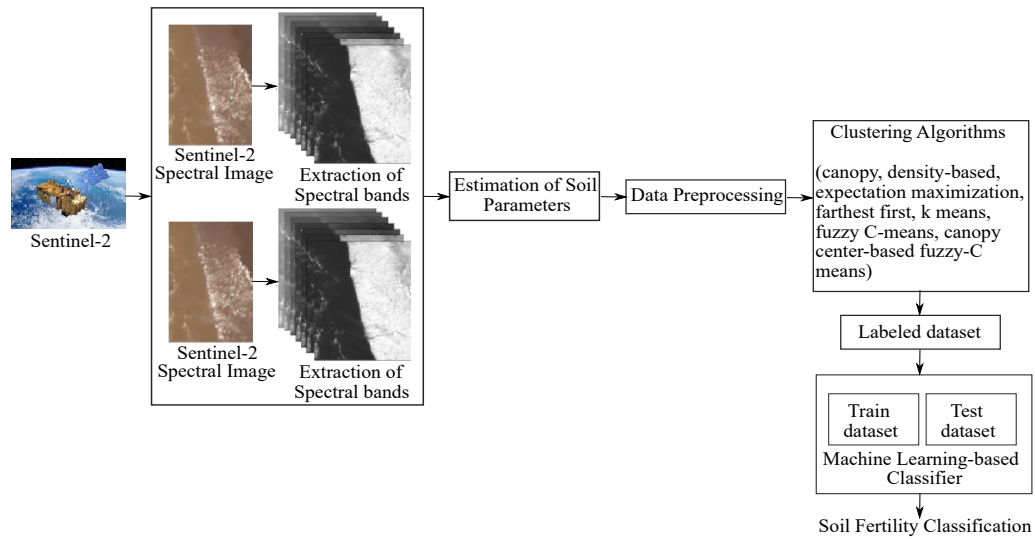 Sentinel-2
Sentinel-2
Spectral Image
Extraction of
Spectral bands
Sentinel-2
Spectral Image
Extraction of
Spectral bands
Estimation of Soil
Parameters
Data Preprocessing
Clustering Algorithms
(canopy, density-based,
expectation maximization,
farthest first, k means,
fuzzy C-means, canopy
center-based fuzzy-C
means)
Labeled dataset
Train
dataset
Test
dataset
Machine Learning-based
Classifier
Soil Fertility Classification